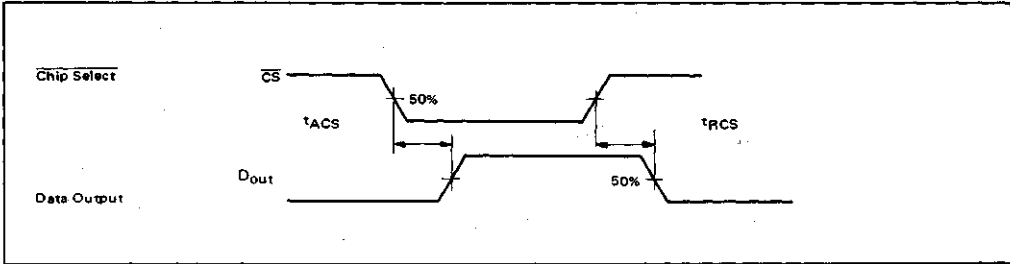 Chip Select CS
50%
tACS tRCS
Dout
50%
Data Output